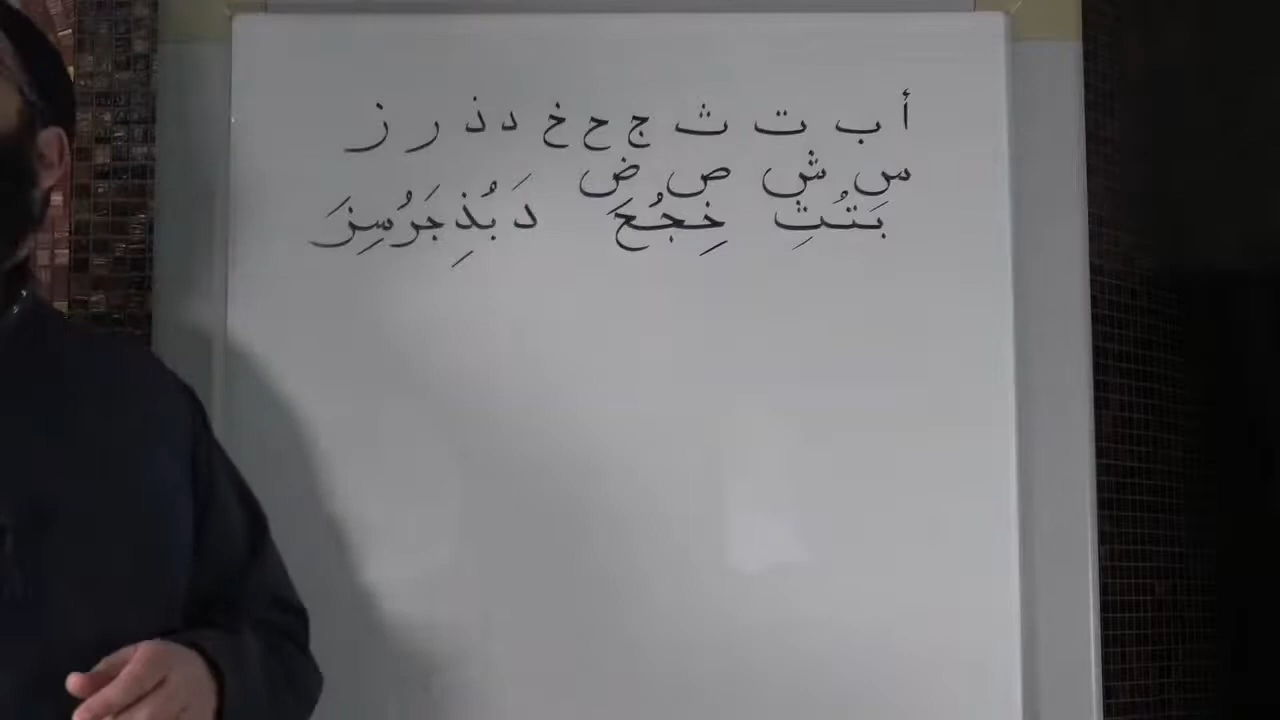 أ ب ت ث ج ح خ د ذ ر ز
س ش ص ض
بَتُثِ خِجُحَ دَ بُذِ جَرُسِزَ